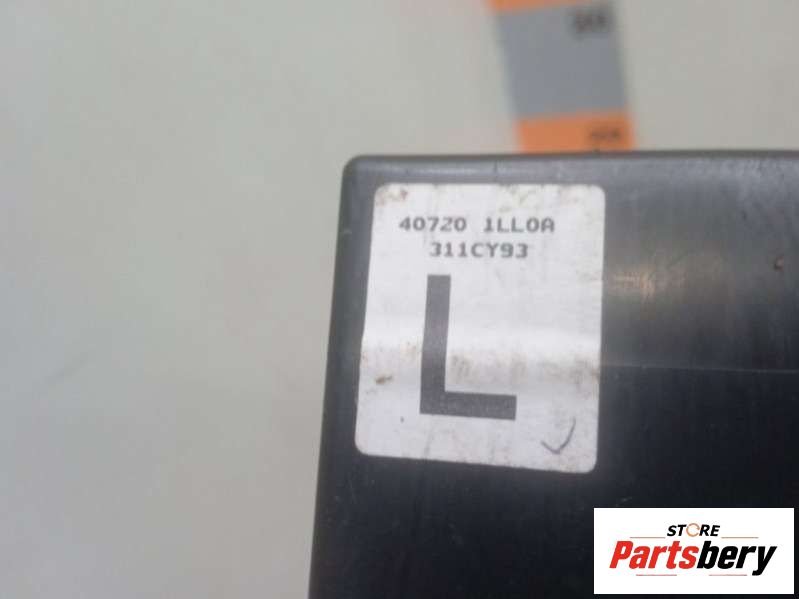 40720 1LL0A
311CY93
L
STORE
Partsbery